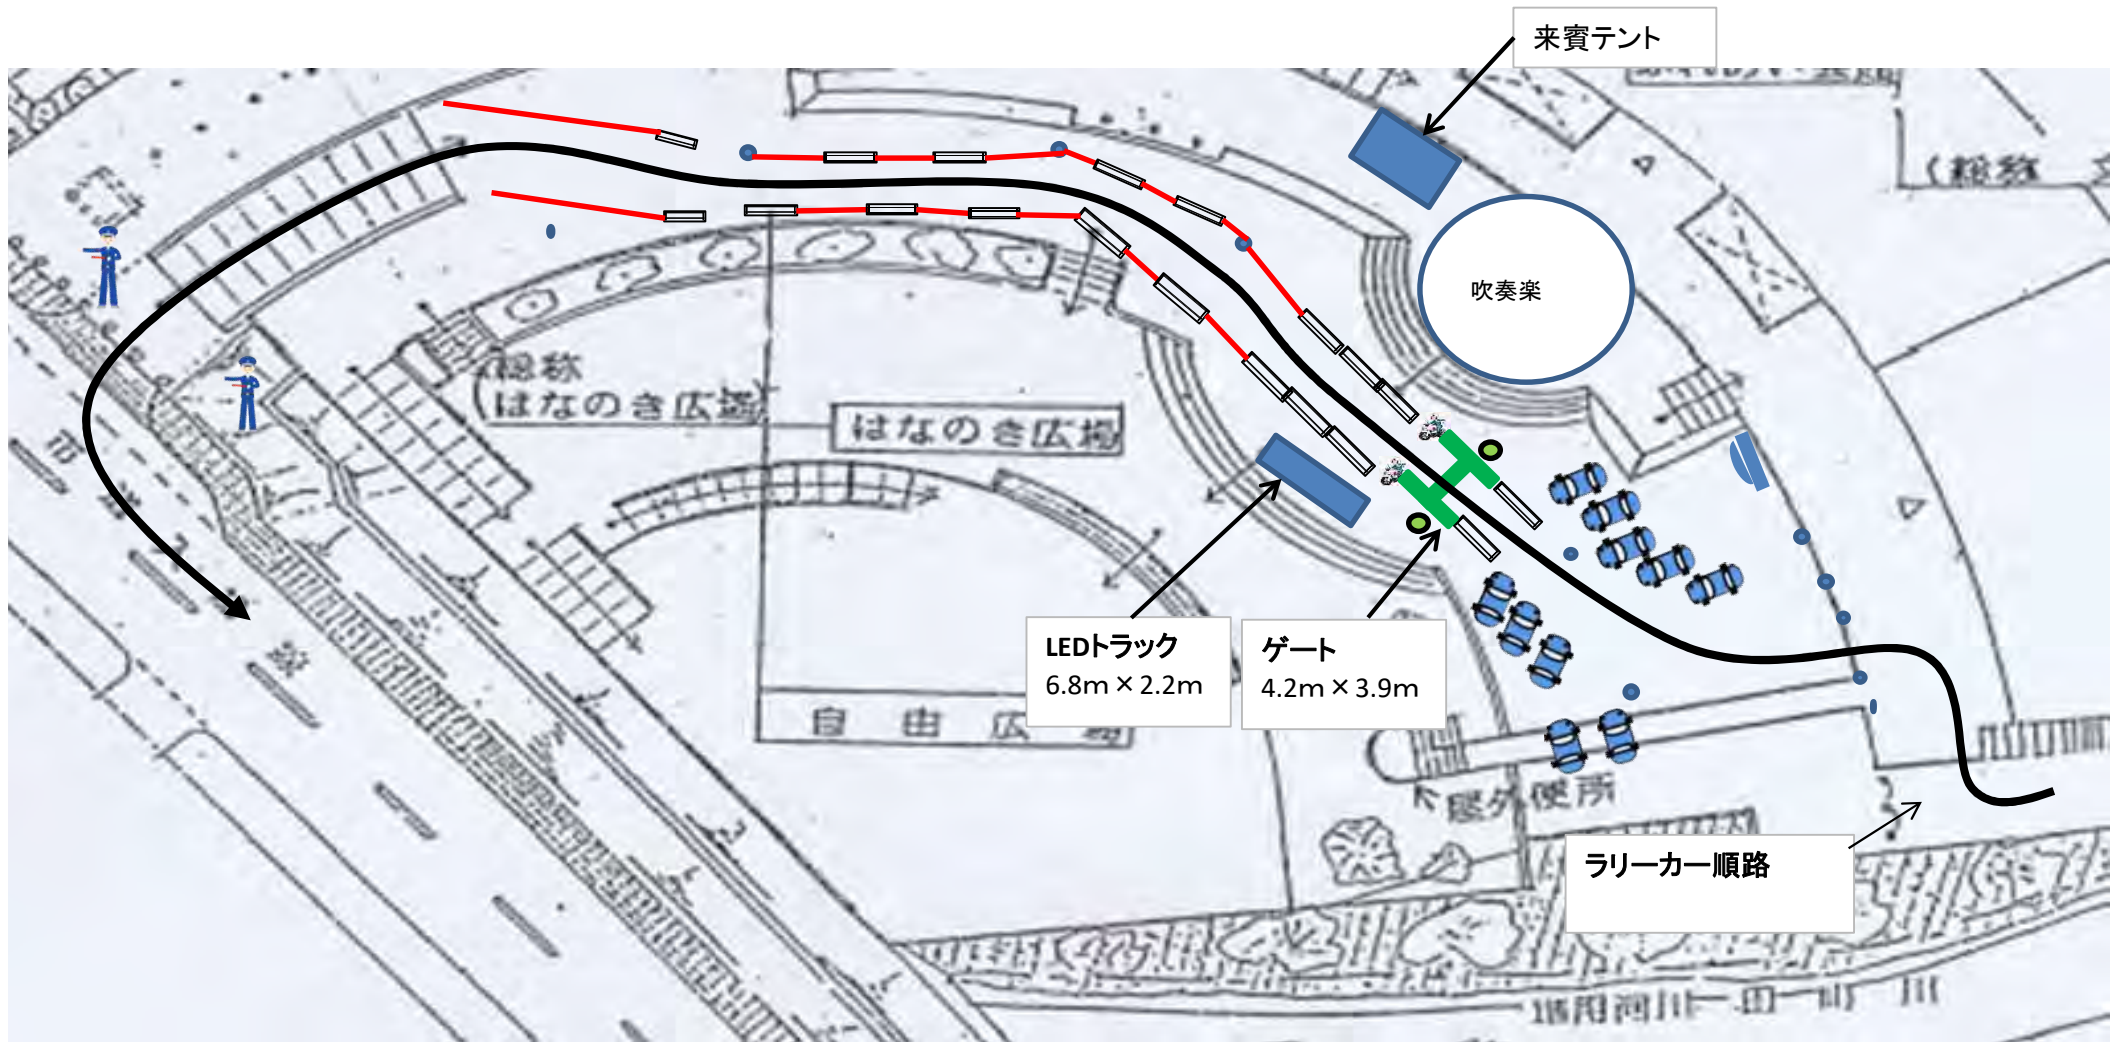 来賓テント
吹奏楽
(総称
(総称
はなのき広場)
はなのき広場
LEDトラック
6.8m×2.2m
ゲート
4.2m×3.9m
自由広場
屋外便所
ラリーカー順路